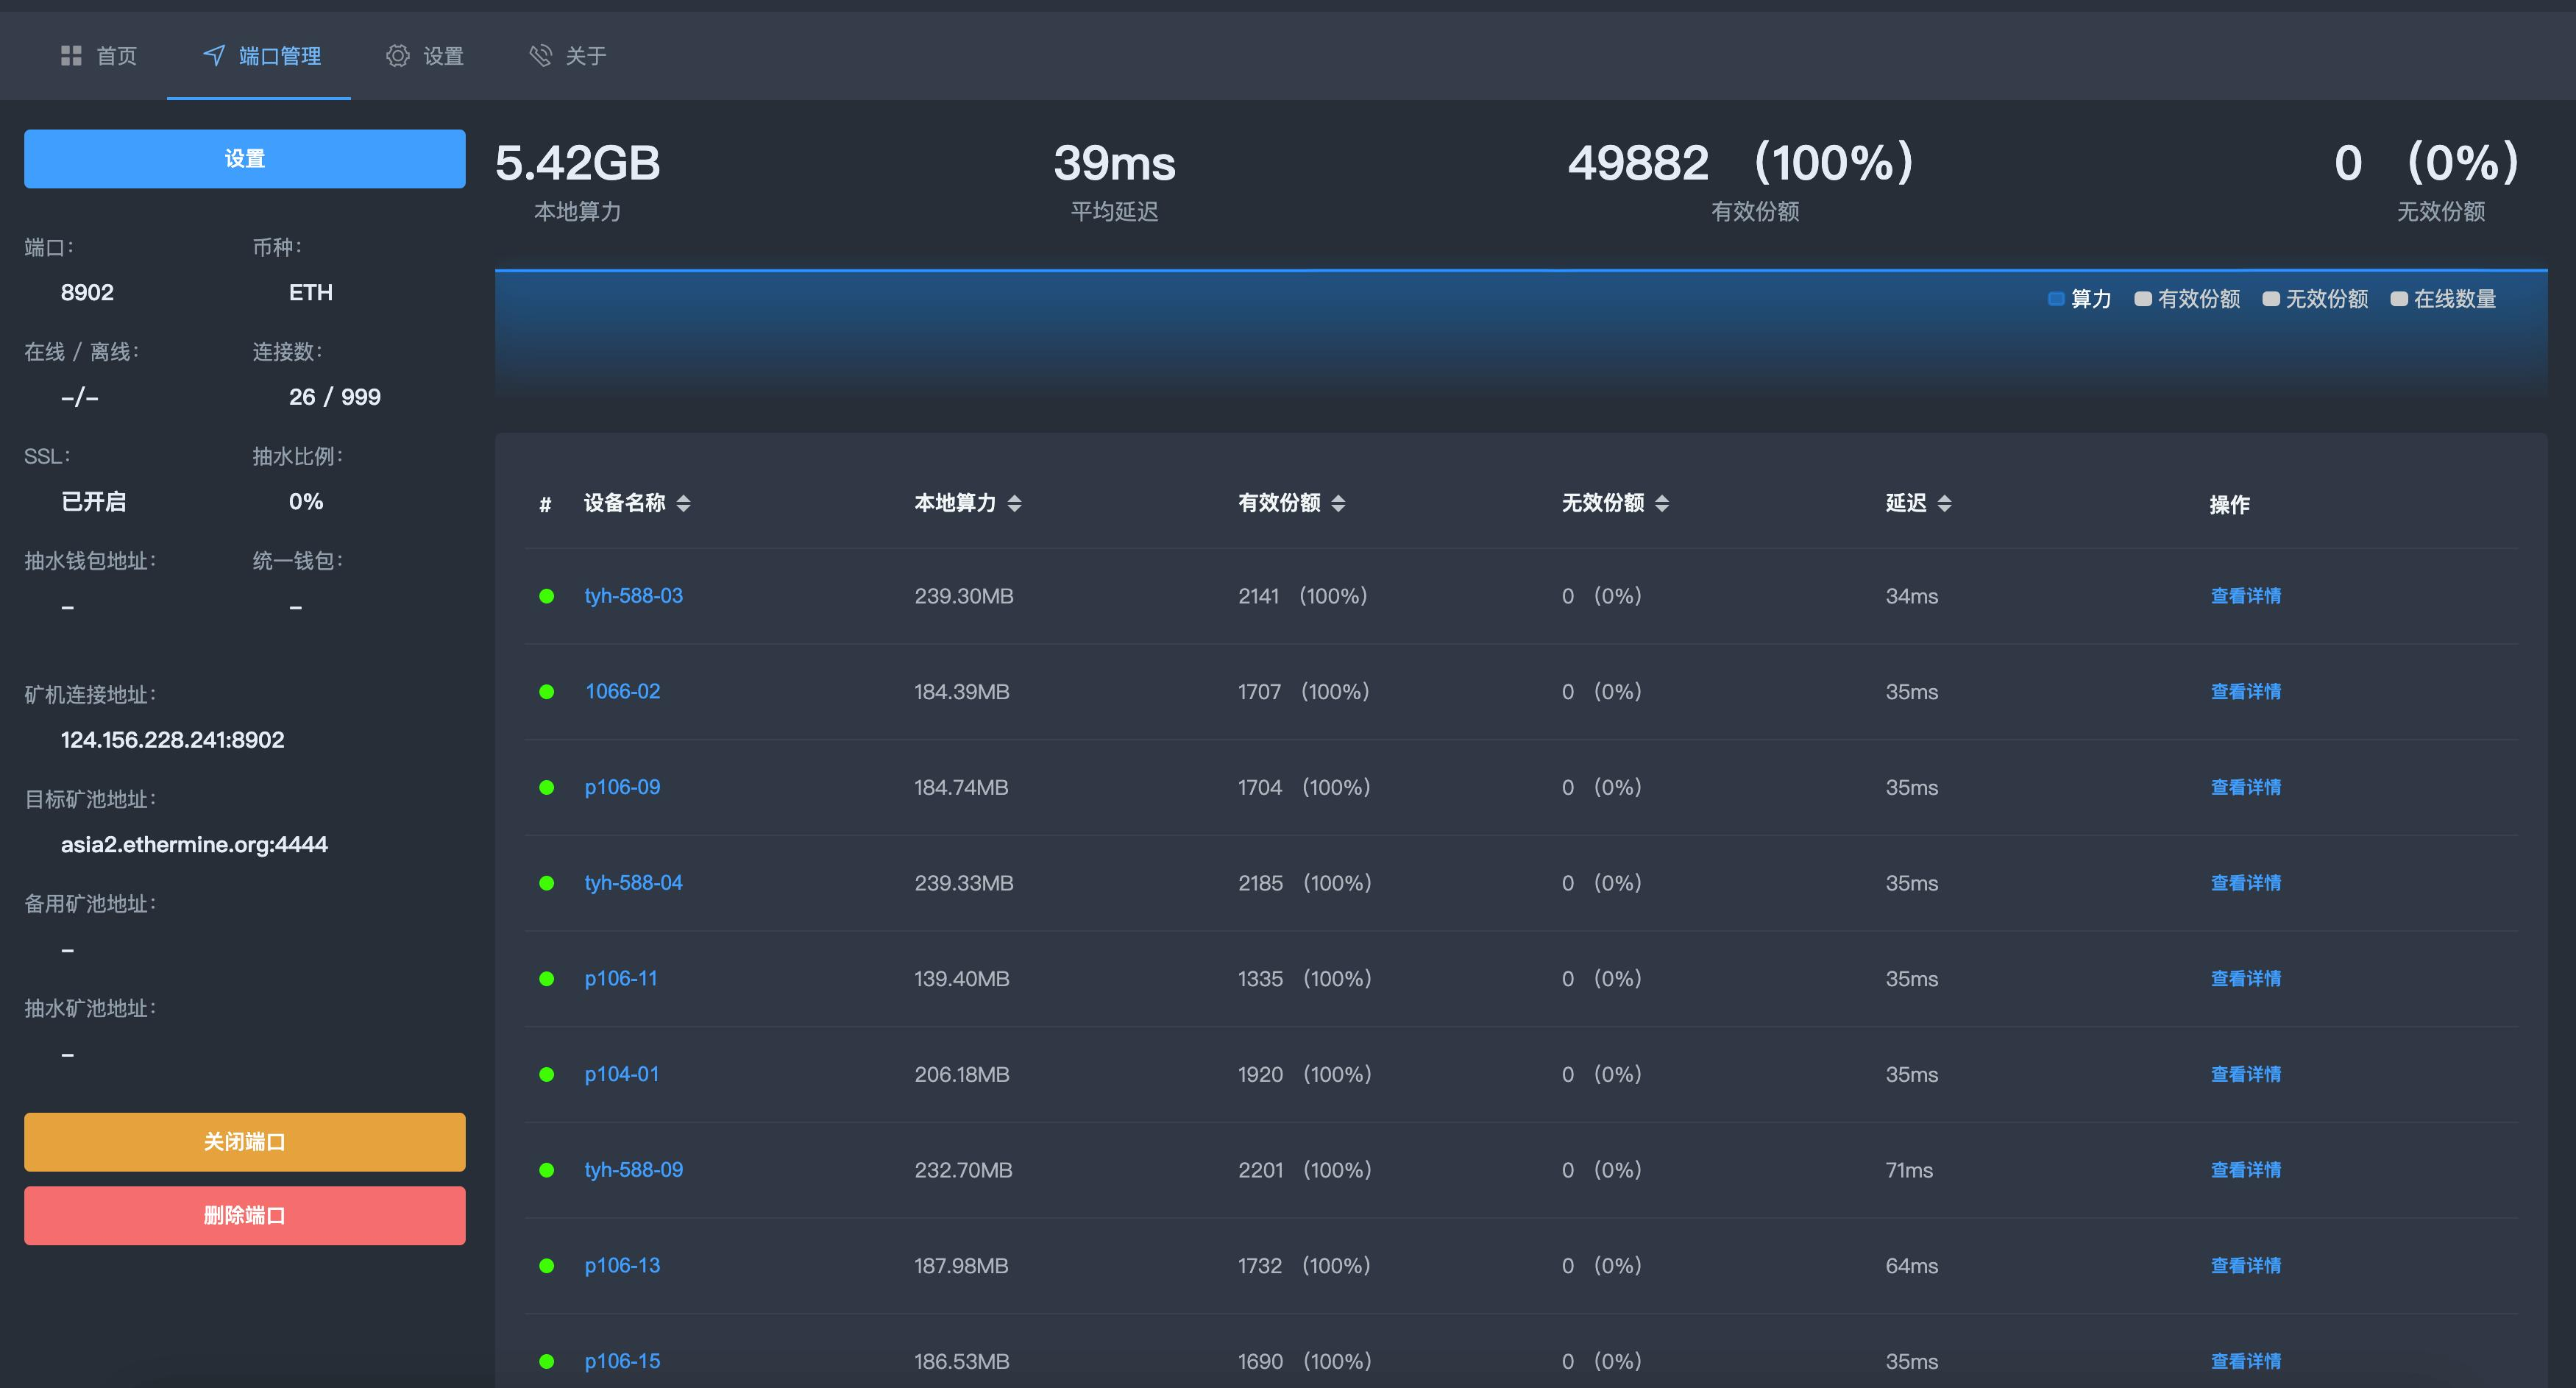 首页 端口管理 设置 关于
设置
端口： 币种：
8902 ETH
在线 / 离线： 连接数：
-/- 26 / 999
SSL： 抽水比例：
已开启 0%
抽水钱包地址： 统一钱包：
- -
矿机连接地址：
124.156.228.241:8902
目标矿池地址：
asia2.ethermine.org:4444
备用矿池地址：
-
抽水矿池地址：
-
关闭端口
删除端口
5.42GB 39ms 49882 （100%） 0 （0%）
本地算力 平均延迟 有效份额 无效份额
算力 有效份额 无效份额 在线数量
# 设备名称 本地算力 有效份额 无效份额 延迟 操作
tyh-588-03 239.30MB 2141 （100%） 0 （0%） 34ms 查看详情
1066-02 184.39MB 1707 （100%） 0 （0%） 35ms 查看详情
p106-09 184.74MB 1704 （100%） 0 （0%） 35ms 查看详情
tyh-588-04 239.33MB 2185 （100%） 0 （0%） 35ms 查看详情
p106-11 139.40MB 1335 （100%） 0 （0%） 35ms 查看详情
p104-01 206.18MB 1920 （100%） 0 （0%） 35ms 查看详情
tyh-588-09 232.70MB 2201 （100%） 0 （0%） 71ms 查看详情
p106-13 187.98MB 1732 （100%） 0 （0%） 64ms 查看详情
p106-15 186.53MB 1690 （100%） 0 （0%） 35ms 查看详情